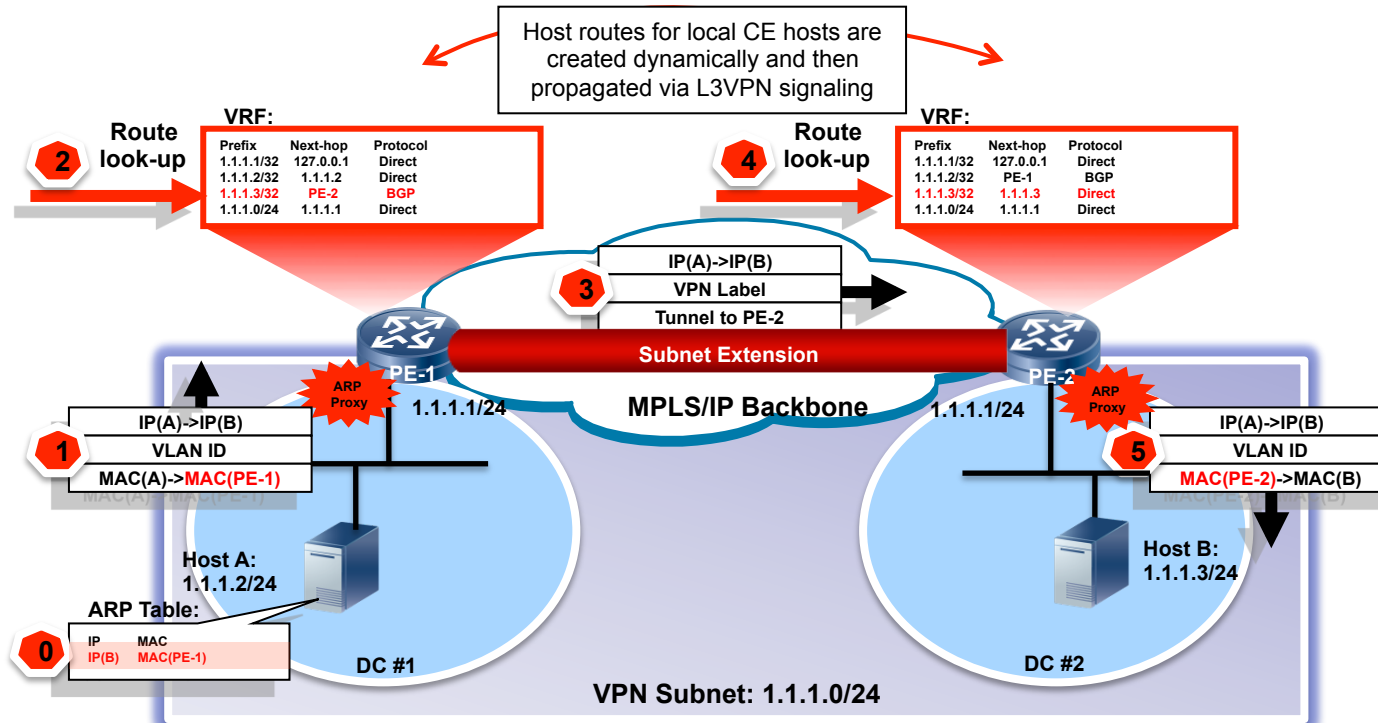 Host routes for local CE hosts are
created dynamically and then
propagated via L3VPN signaling
2
Route
look-up
VRF:
Prefix Next-hop Protocol
1.1.1.1/32 127.0.0.1 Direct
1.1.1.2/32 1.1.1.2 Direct
1.1.1.3/32 PE-2 BGP
1.1.1.0/24 1.1.1.1 Direct
4
Route
look-up
VRF:
Prefix Next-hop Protocol
1.1.1.1/32 127.0.0.1 Direct
1.1.1.2/32 PE-1 BGP
1.1.1.3/32 1.1.1.3 Direct
1.1.1.0/24 1.1.1.1 Direct
3
IP(A)->IP(B)
VPN Label
Tunnel to PE-2
Subnet Extension
PE-1
PE-2
ARP
Proxy
1.1.1.1/24
MPLS/IP Backbone
1.1.1.1/24
ARP
Proxy
1
IP(A)->IP(B)
VLAN ID
MAC(A)->MAC(PE-1)
MAC(A)->MAC(PE-1)
5
IP(A)->IP(B)
VLAN ID
MAC(PE-2)->MAC(B)
MAC(PE-2)->MAC(B)
Host A:
1.1.1.2/24
Host B:
1.1.1.3/24
ARP Table:
0
IP MAC
IP(B) MAC(PE-1)
DC #1
DC #2
VPN Subnet: 1.1.1.0/24